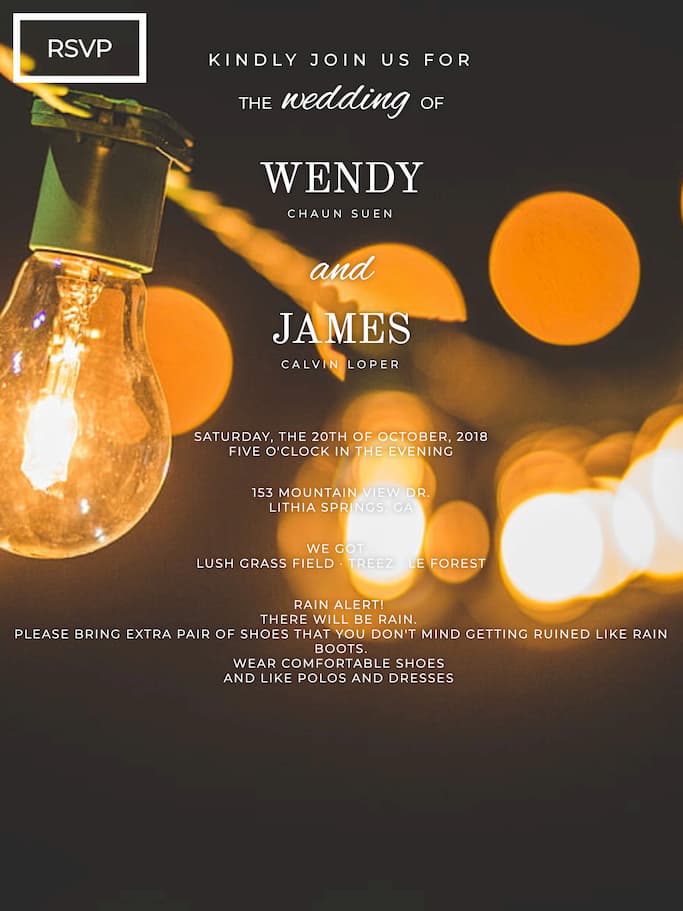 RSVP
KINDLY JOIN US FOR
THE wedding OF
WENDY
CHAUN SUEN
and
JAMES
CALVIN LOPER
SATURDAY, THE 20TH OF OCTOBER, 2018
FIVE O'CLOCK IN THE EVENING
153 MOUNTAIN VIEW DR.
LITHIA SPRINGS, GA
WE GOT
LUSH GRASS FIELD · TREEZ · LE FOREST
RAIN ALERT!
THERE WILL BE RAIN.
PLEASE BRING EXTRA PAIR OF SHOES THAT YOU DON'T MIND GETTING RUINED LIKE RAIN
BOOTS.
WEAR COMFORTABLE SHOES
AND LIKE POLOS AND DRESSES